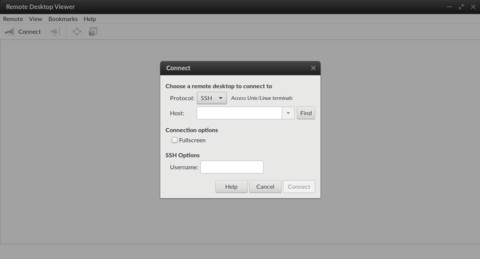 Remote Desktop Viewer
Remote View Bookmarks Help
Connect
Connect
Choose a remote desktop to connect to
Protocol: SSH Access Unix/Linux terminals
Host: Find
Connection options
Fullscreen
SSH Options
Username:
Help Cancel Connect